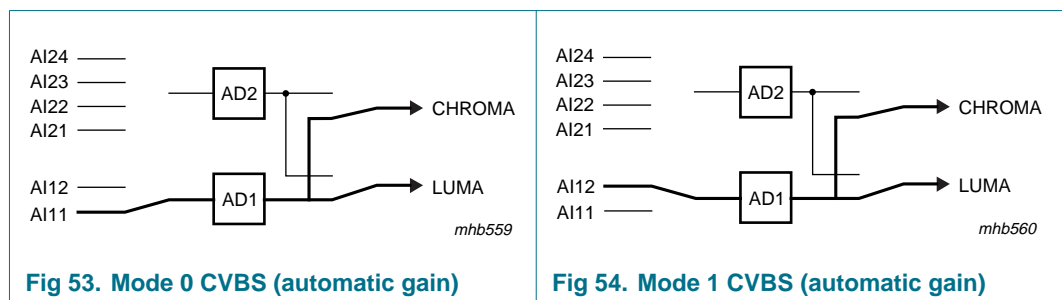 AI24
AI23
AI22
AI21
AD2
CHROMA
AI12
AI11
AD1
LUMA
mhb559
Fig 53. Mode 0 CVBS (automatic gain)
AI24
AI23
AI22
AI21
AD2
CHROMA
AI12
AI11
AD1
LUMA
mhb560
Fig 54. Mode 1 CVBS (automatic gain)